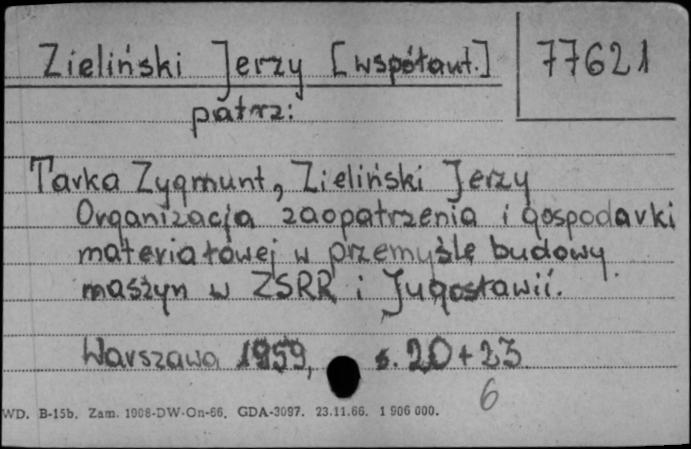 Zieliński Jerzy [współaut.] 77621
patrz:
Tarka Zygmunt, Zieliński Jerzy
Organizacja zaopatrzenia i gospodarki
materiałowej w przemyśle budowy
maszyn w ZSRR i Jugosławii.
Warszawa 1959, s. 20+23
6
WD. B-15b. Zam. 1908-DW-On-66. GDA-3097. 23.11.66. 1 906 000.